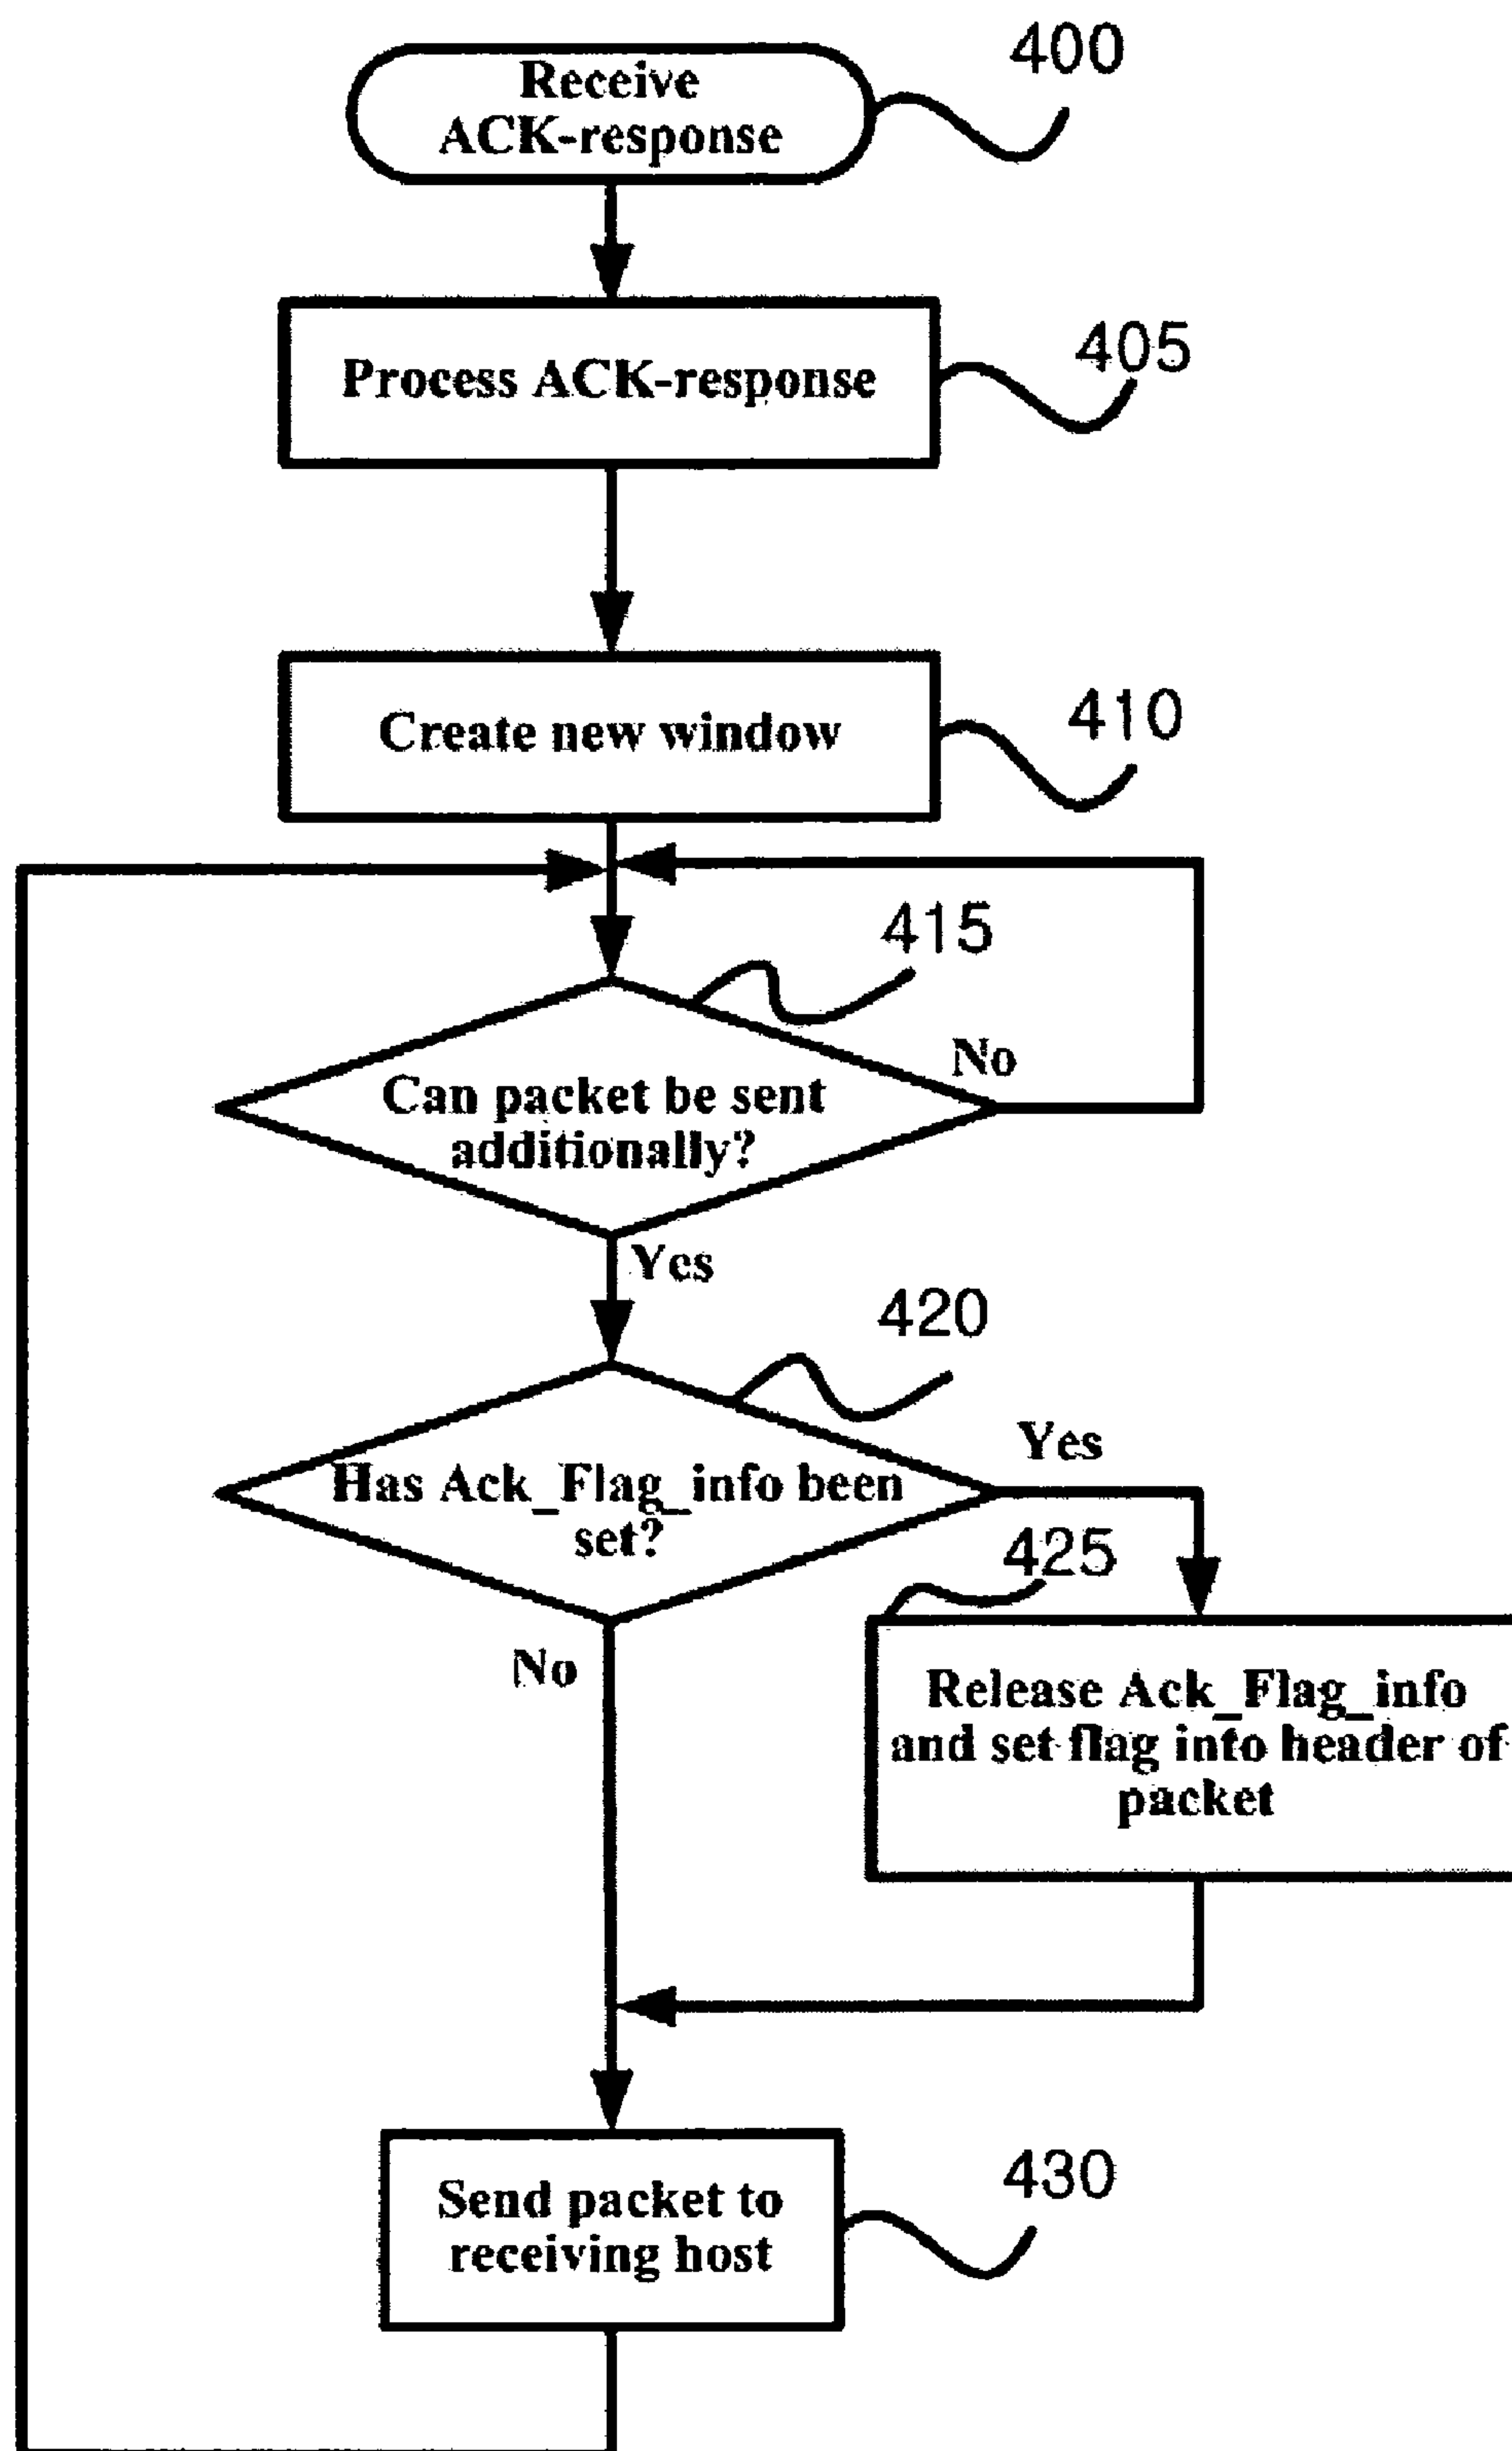 400
Receive
ACK-response
405
Process ACK-response
410
Create new window
415
No
Can packet be sent
additionally?
Yes
420
Yes
Has Ack_Flag_info been
set?
425
No
Release Ack_Flag_info
and set flag into header of
packet
430
Send packet to
receiving host